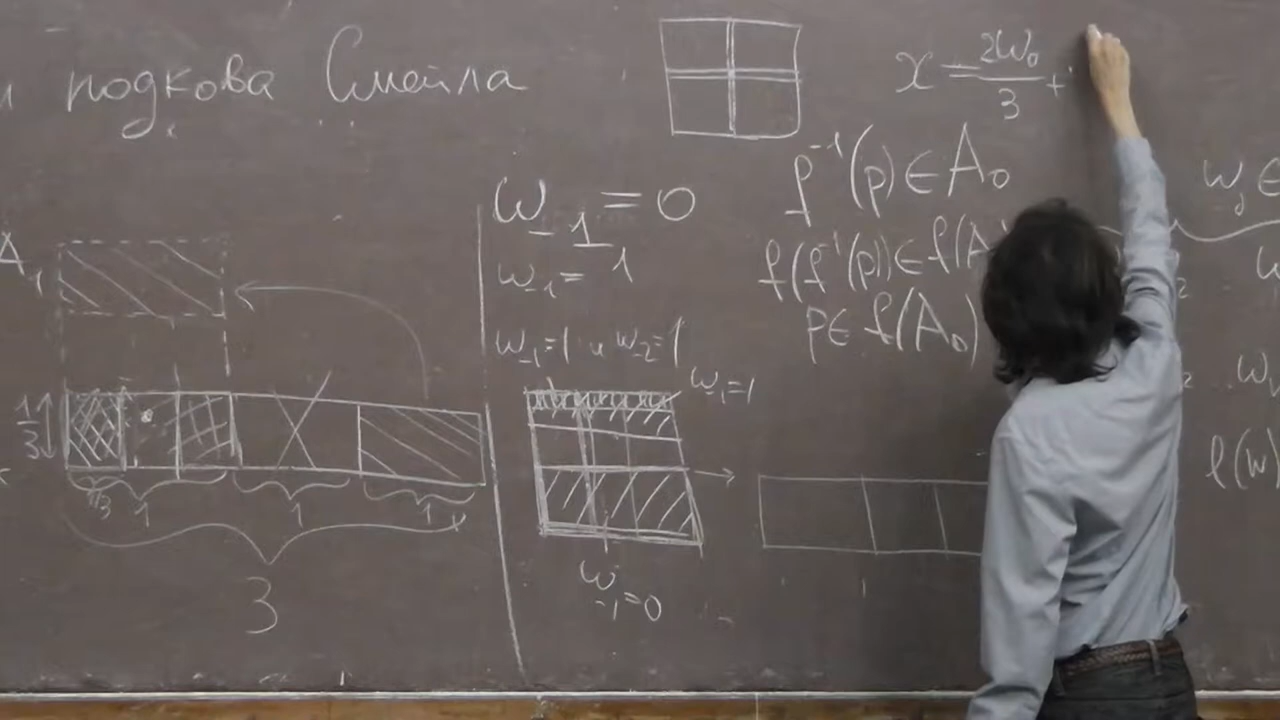 и подкова Смейла
x = 2ω₀/3 +
f⁻¹(p) ∈ A₀
ω₋₁ = 0
f(f⁻¹(p)) ∈ f(A
ω₋₁ = 1
p ∈ f(A₀)
ω₋₁=1 и ω₋₂=1
ω₋₁=1
A₁
1/3
1/3
1
1
1
3
ω₋₁=0
ω
f(ω)